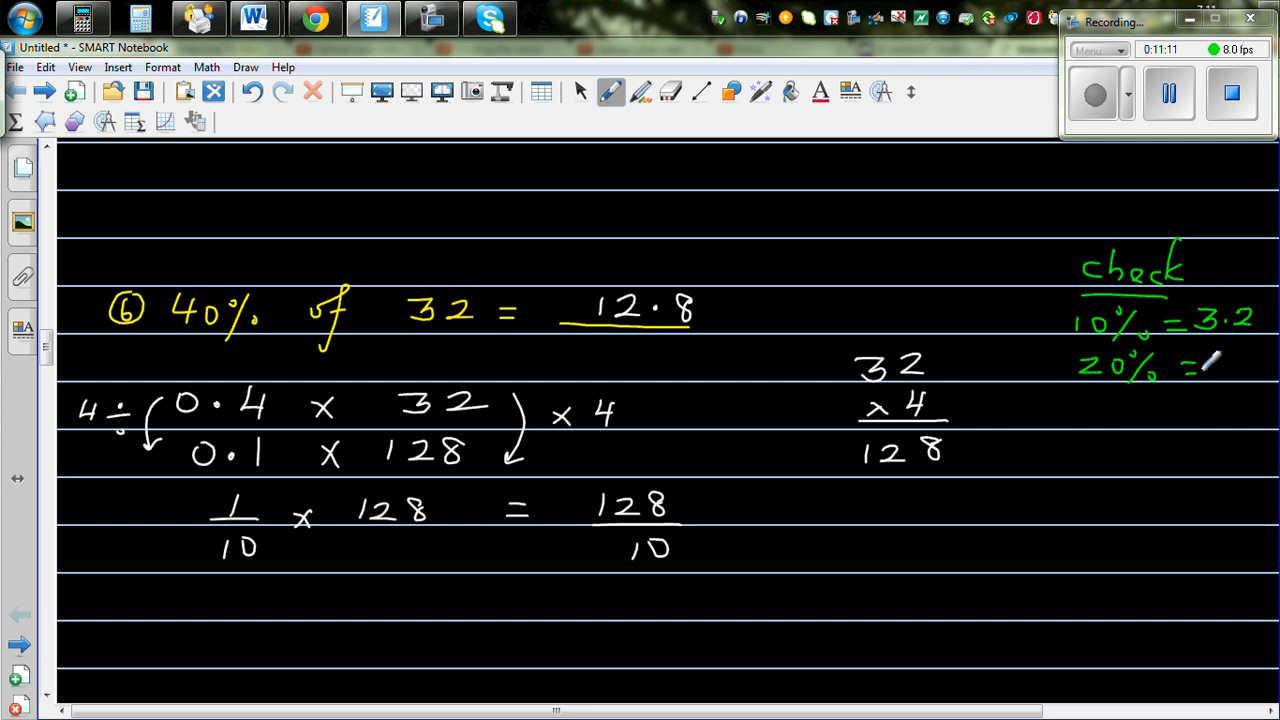 Recording...
Menu
0:11:11
8.0 fps
Untitled * - SMART Notebook
File Edit View Insert Format Math Draw Help
check
⑥ 40% of 32 = 12.8
10% = 3.2
32
20% =
4 ÷ 0.4 x 32 x 4
x 4
0.1 x 128
128
1/10 x 128 = 128/10